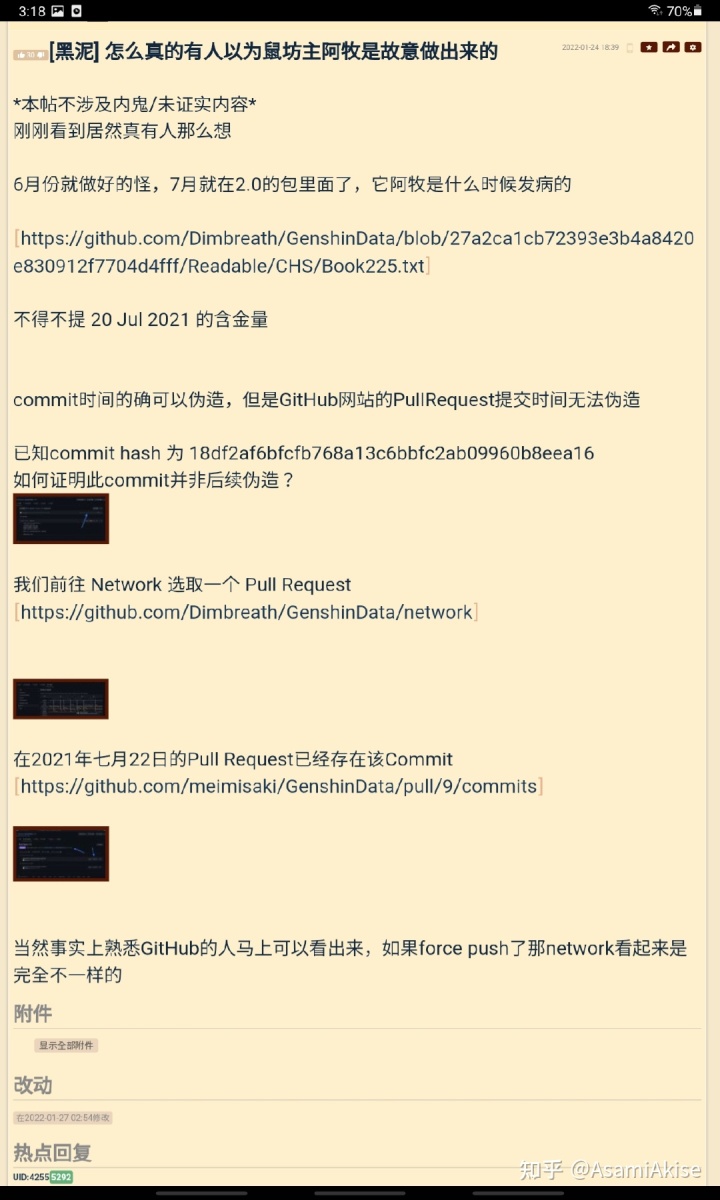 3:18
70%
[黑泥] 怎么真的有人以为鼠坊主阿牧是故意做出来的
2022-01-24 18:39
*本帖不涉及内鬼/未证实内容*
刚刚看到居然真有人那么想
6月份就做好的怪，7月就在2.0的包里面了，它阿牧是什么时候发病的
[https://github.com/Dimbreath/GenshinData/blob/27a2ca1cb72393e3b4a8420
e830912f7704d4fff/Readable/CHS/Book225.txt]
不得不提 20 Jul 2021 的含金量
commit时间的确可以伪造，但是GitHub网站的PullRequest提交时间无法伪造
已知commit hash 为 18df2af6bfcfb768a13c6bbfc2ab09960b8eea16
如何证明此commit并非后续伪造？
我们前往 Network 选取一个 Pull Request
[https://github.com/Dimbreath/GenshinData/network]
在2021年七月22日的Pull Request已经存在该Commit
[https://github.com/meimisaki/GenshinData/pull/9/commits]
当然事实上熟悉GitHub的人马上可以看出来，如果force push了那network看起来是
完全不一样的
附件
显示全部附件
改动
在2022-01-27 02:54修改
热点回复
UID:42555292
知乎 @AsamiAkise